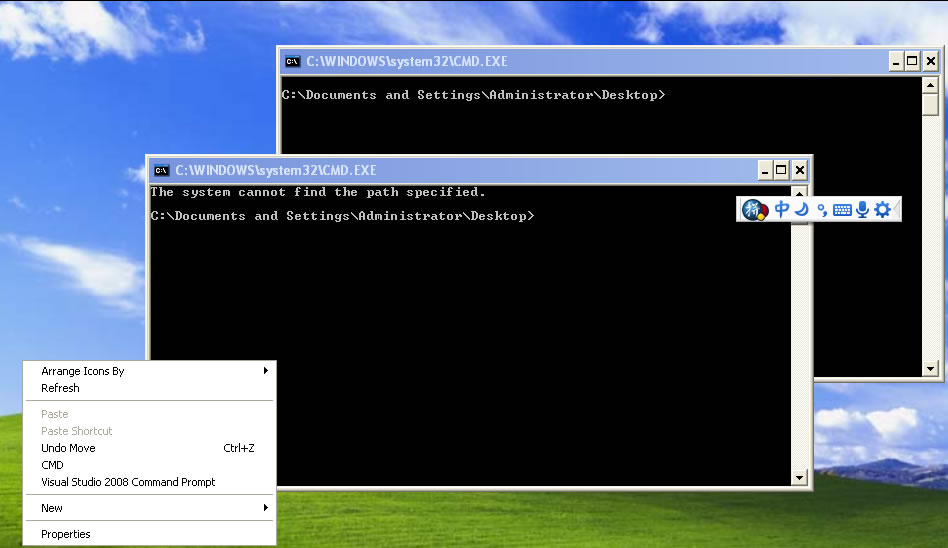 C:\WINDOWS\system32\CMD.EXE
C:\Documents and Settings\Administrator\Desktop>
C:\WINDOWS\system32\CMD.EXE
The system cannot find the path specified.
C:\Documents and Settings\Administrator\Desktop>
拼 中
Arrange Icons By
Refresh
Paste
Paste Shortcut
Undo Move Ctrl+Z
CMD
Visual Studio 2008 Command Prompt
New
Properties